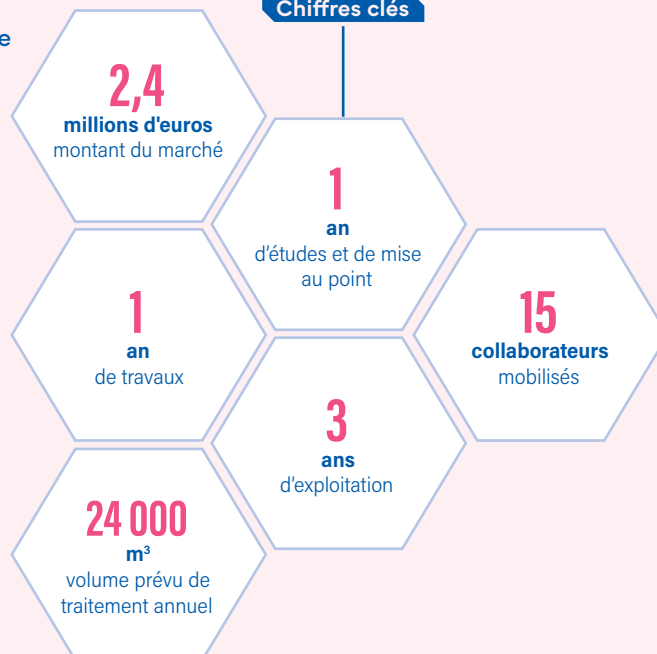 e
Chiffres clés
2,4
millions d'euros
montant du marché
1
an
d'études et de mise
au point
1
an
de travaux
15
collaborateurs
mobilisés
3
ans
d'exploitation
24 000
m³
volume prévu de
traitement annuel